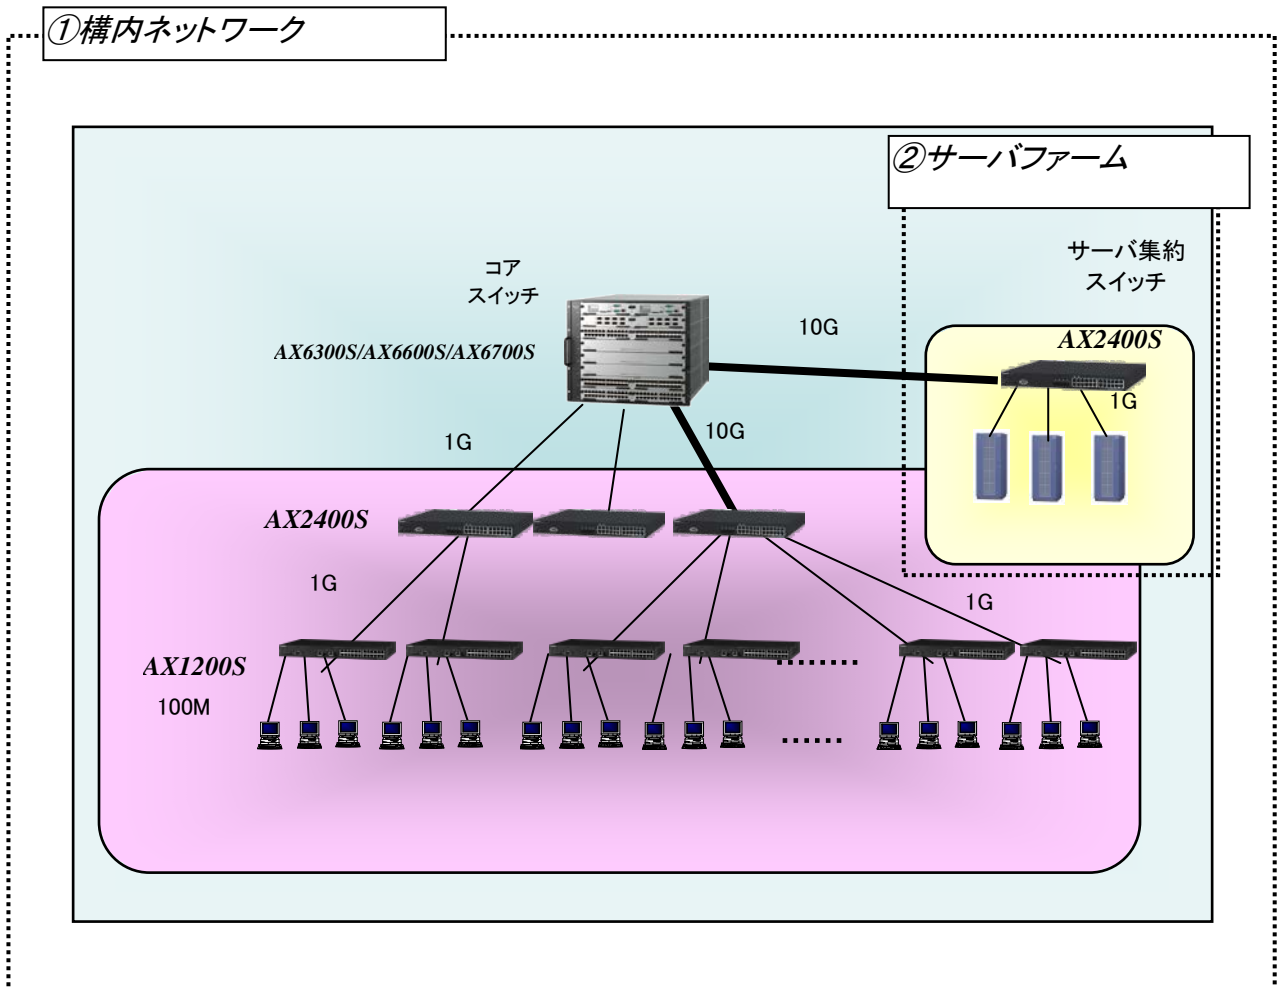 ①構内ネットワーク
②サーバファーム
サーバ集約
スイッチ
コア
スイッチ
10G
AX2400S
AX6300S/AX6600S/AX6700S
1G
10G
1G
AX2400S
1G
1G
AX1200S
100M